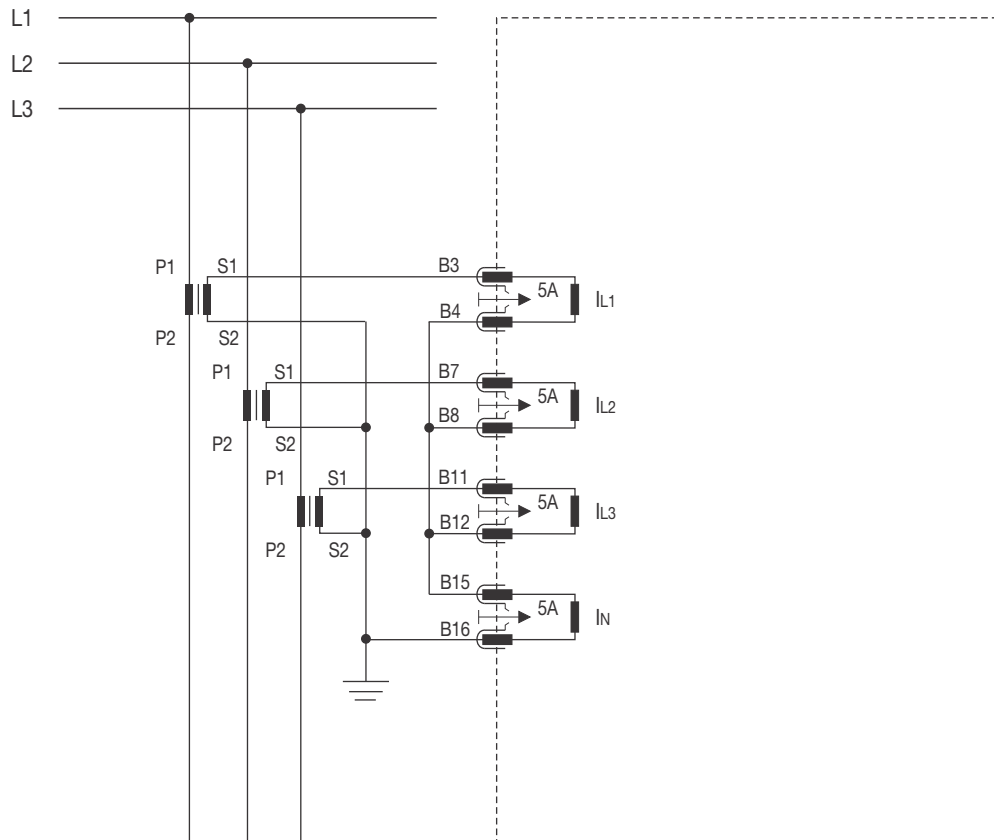 L1
L2
L3
P1 S1 B3
5A IL1
B4
P2 S2
P1 S1 B7
5A IL2
B8
P2 S2
P1 S1 B11
5A IL3
B12
P2 S2
B15
5A IN
B16